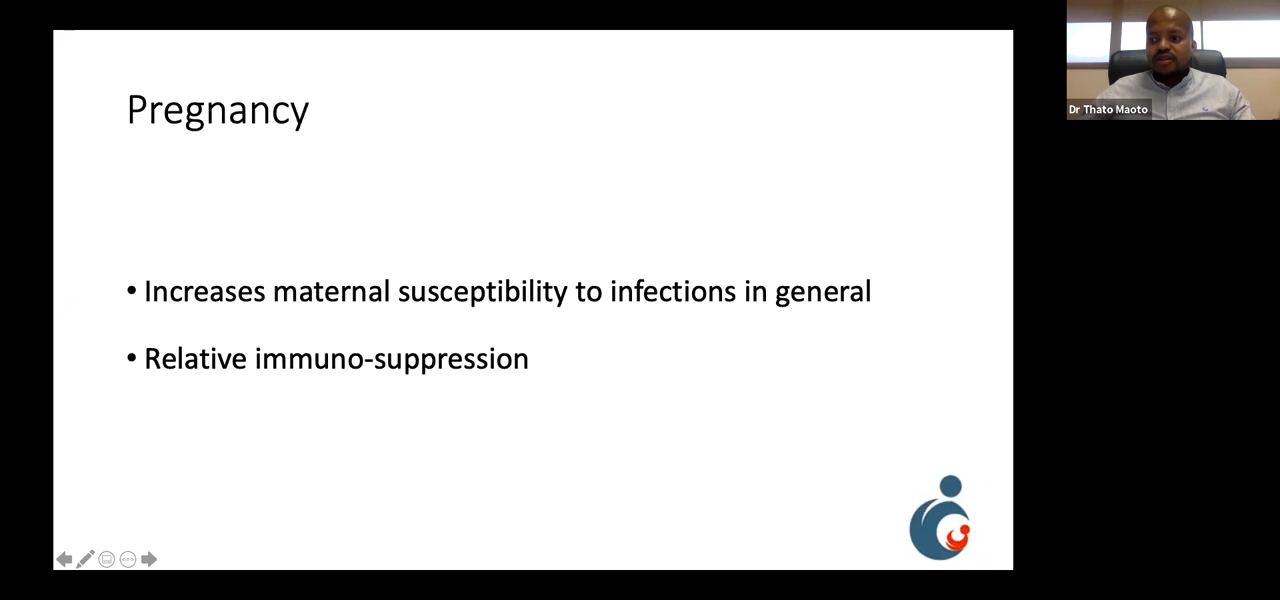 Pregnancy
• Increases maternal susceptibility to infections in general
• Relative immuno-suppression
Dr Thato Maoto